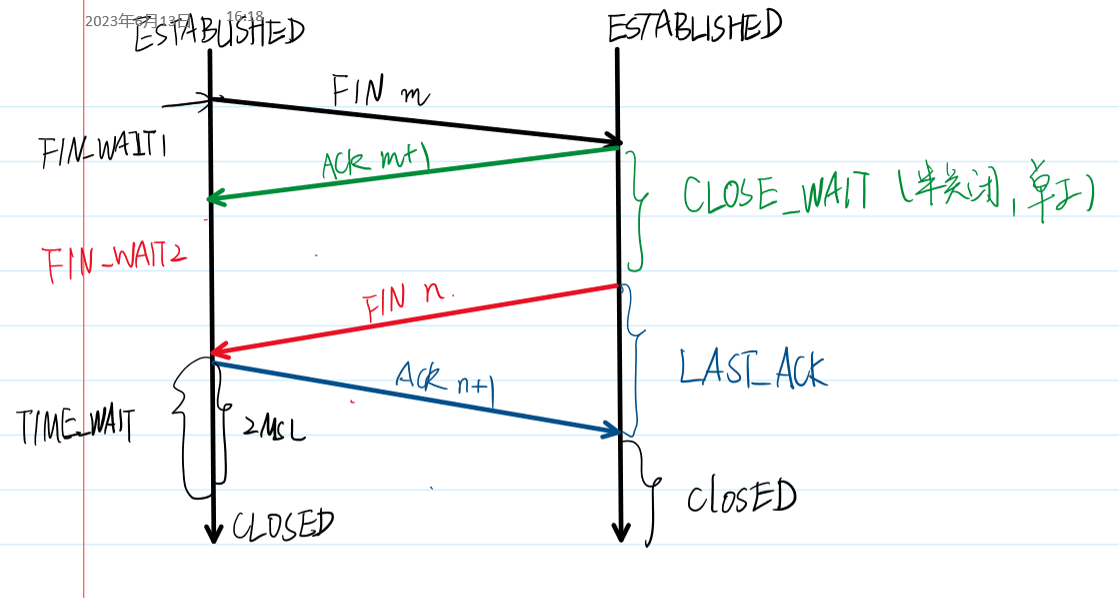 2023年6月13日 16:18
ESTABLISHED
ESTABLISHED
FIN m
FIN_WAIT1
ACK m+1
CLOSE_WAIT (半关闭,单工)
FIN_WAIT2
FIN n.
LAST_ACK
ACK n+1
TIME_WAIT
2MSL
CLOSED
CLOSED